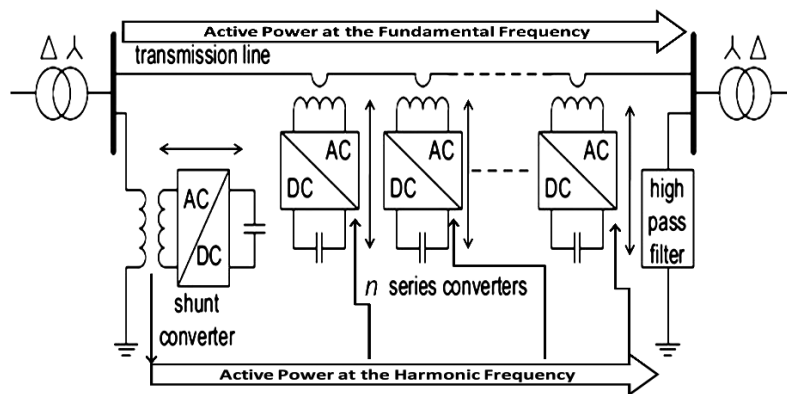 Active Power at the Fundamental Frequency
Δ
Y
transmission line
Y
Δ
AC
DC
AC
DC
AC
DC
AC
DC
high
pass
filter
shunt
converter
n series converters
Active Power at the Harmonic Frequency